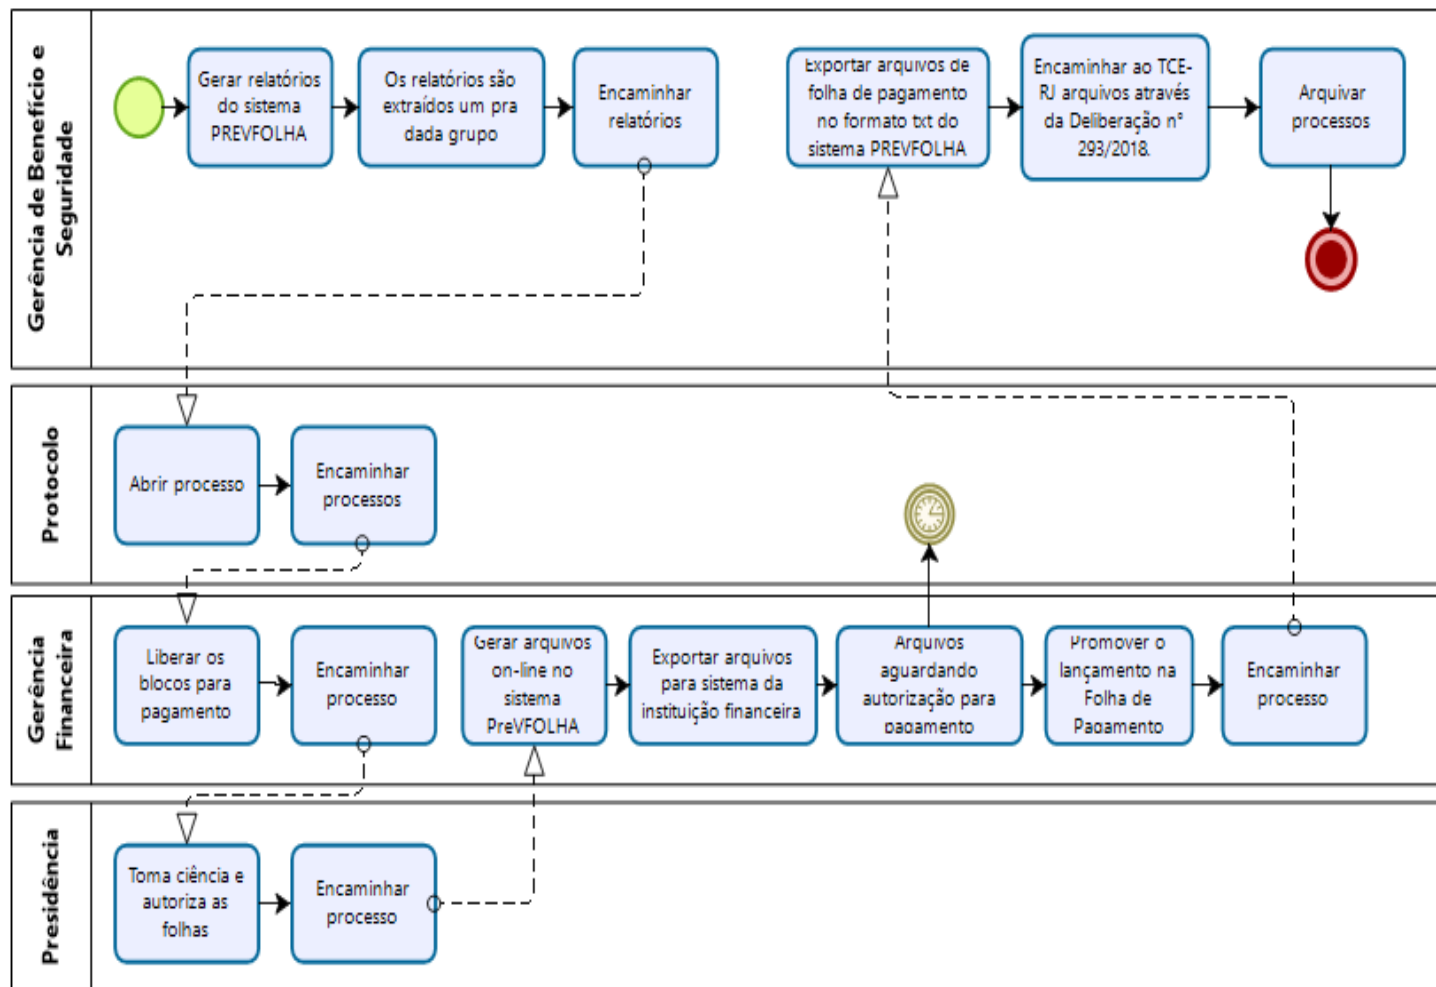 Gerência de Benefício e
Seguridade
Gerar relatórios
do sistema
PREVFOLHA
Os relatórios são
extraídos um pra
dada grupo
Encaminhar
relatórios
Exportar arquivos de
folha de pagamento
no formato txt do
sistema PREVFOLHA
Encaminhar ao TCE-
RJ arquivos através
da Deliberação n°
293/2018.
Arquivar
processos
Protocolo
Abrir processo
Encaminhar
processos
Gerência
Financeira
Liberar os
blocos para
pagamento
Encaminhar
processo
Gerar arquivos
on-line no
sistema
PreVFOLHA
Exportar arquivos
para sistema da
instituição financeira
Arquivos
aguardando
autorização para
pagamento
Promover o
lançamento na
Folha de
Pagamento
Encaminhar
processo
Presidência
Toma ciência e
autoriza as
folhas
Encaminhar
processo